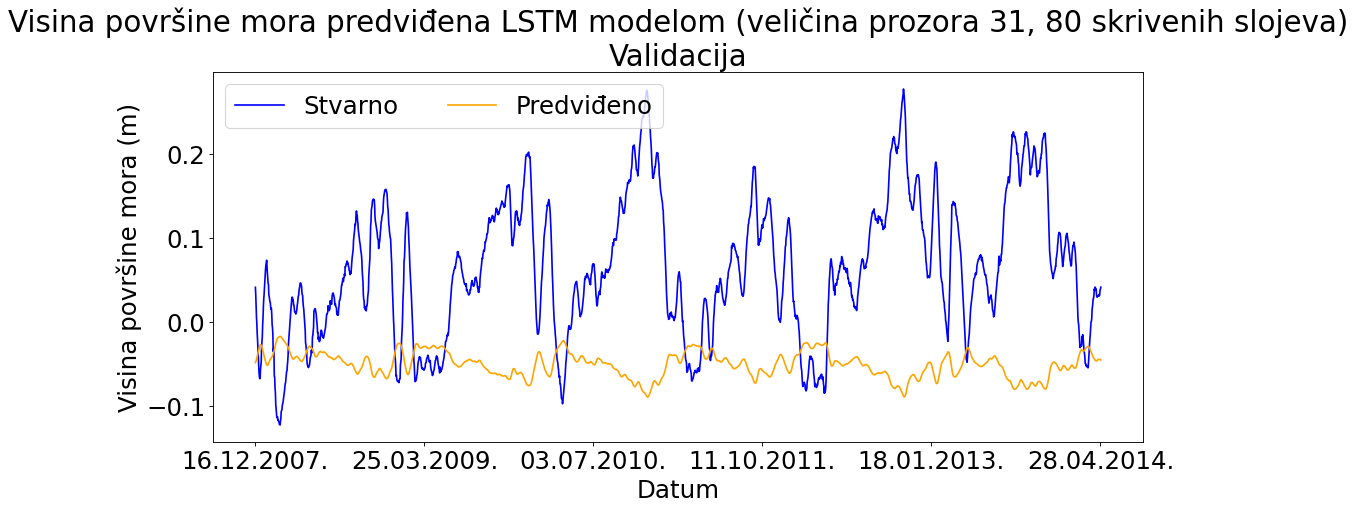 Visina površine mora predviđena LSTM modelom (veličina prozora 31, 80 skrivenih slojeva)
Validacija
Stvarno Predviđeno
Visina površine mora (m)
0.2
0.1
0.0
−0.1
16.12.2007. 25.03.2009. 03.07.2010. 11.10.2011. 18.01.2013. 28.04.2014.
Datum